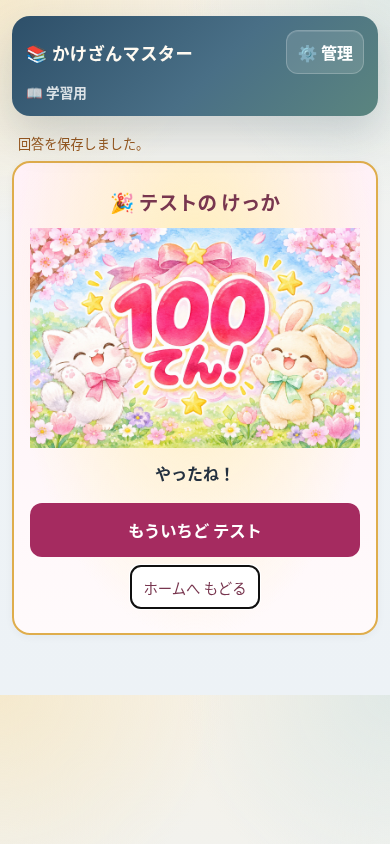 📚 かけざんマスター
⚙️ 管理
📖 学習用
回答を保存しました。
🎉 テストの けっか
100
てん!
やったね！
もういちど テスト
ホームへ もどる